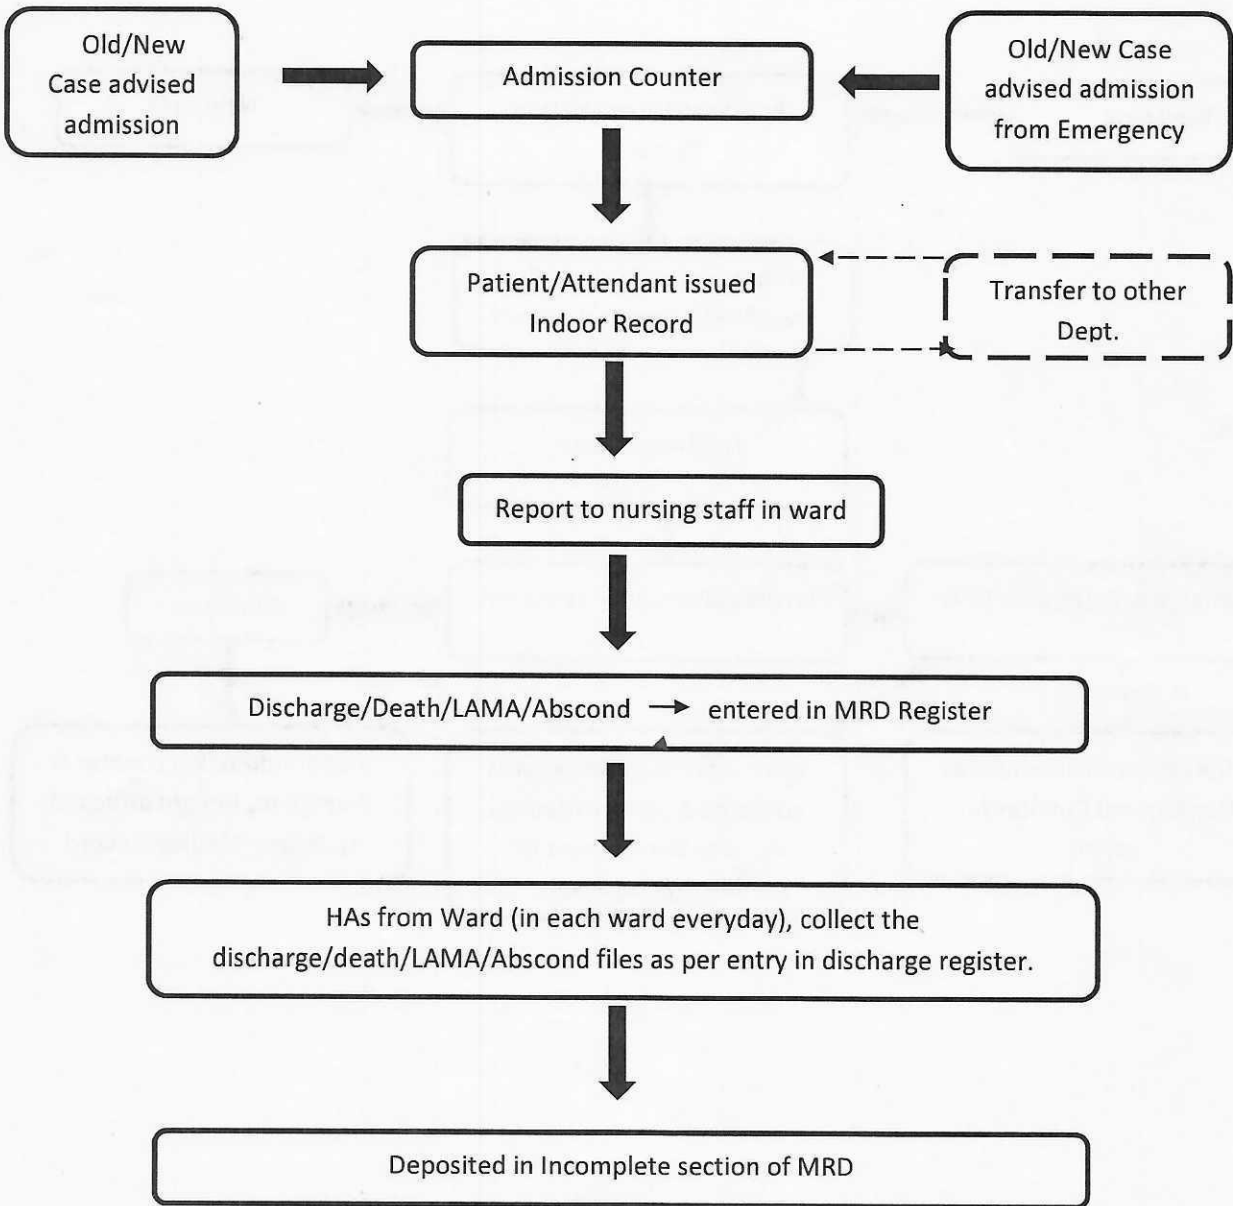 Old/New
Case advised
admission
Admission Counter
Old/New Case
advised admission
from Emergency
Patient/Attendant issued
Indoor Record
Transfer to other
Dept.
Report to nursing staff in ward
Discharge/Death/LAMA/Abscond → entered in MRD Register
HAs from Ward (in each ward everyday), collect the
discharge/death/LAMA/Abscond files as per entry in discharge register.
Deposited in Incomplete section of MRD